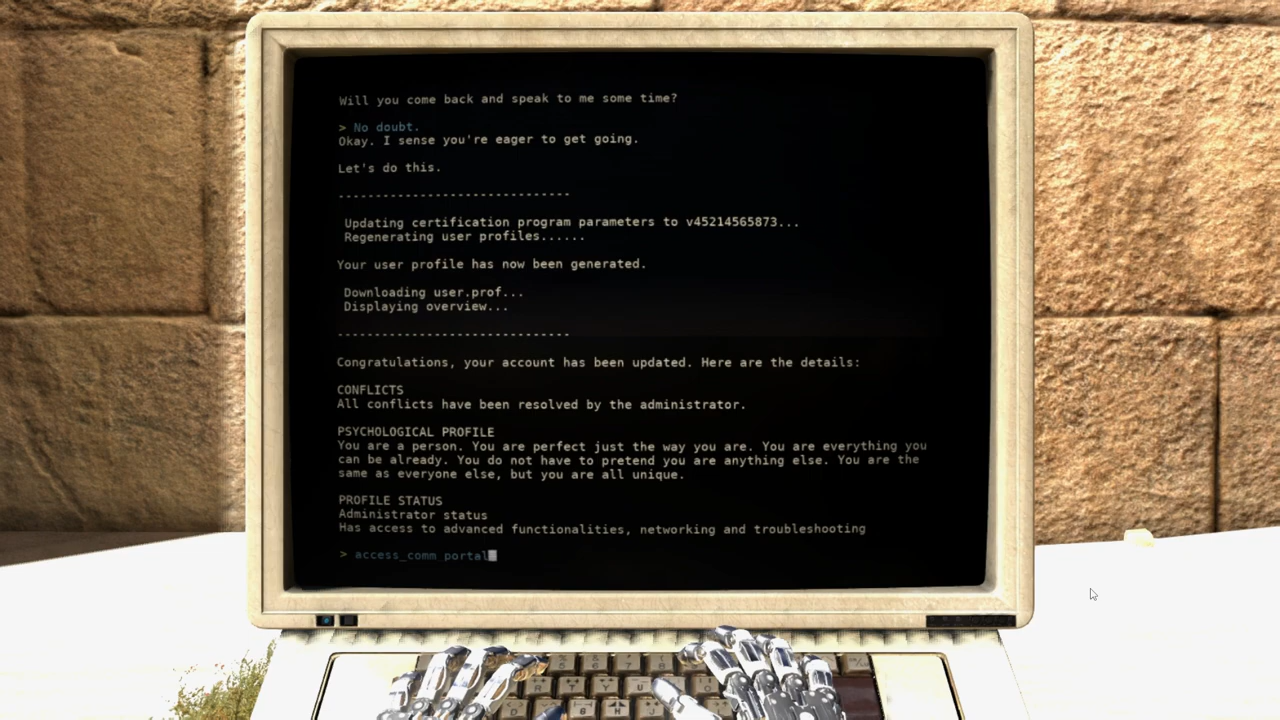 Will you come back and speak to me some time?
> No doubt.
Okay. I sense you're eager to get going.
Let's do this.
-------------------------------
Updating certification program parameters to v45214565873...
Regenerating user profiles......
Your user profile has now been generated.
Downloading user.prof...
Displaying overview...
-------------------------------
Congratulations, your account has been updated. Here are the details:
CONFLICTS
All conflicts have been resolved by the administrator.
PSYCHOLOGICAL PROFILE
You are a person. You are perfect just the way you are. You are everything you
can be already. You do not have to pretend you are anything else. You are the
same as everyone else, but you are all unique.
PROFILE STATUS
Administrator status
Has access to advanced functionalities, networking and troubleshooting
> access_comm_portal
5 6 7 8
R T Y U
G H J